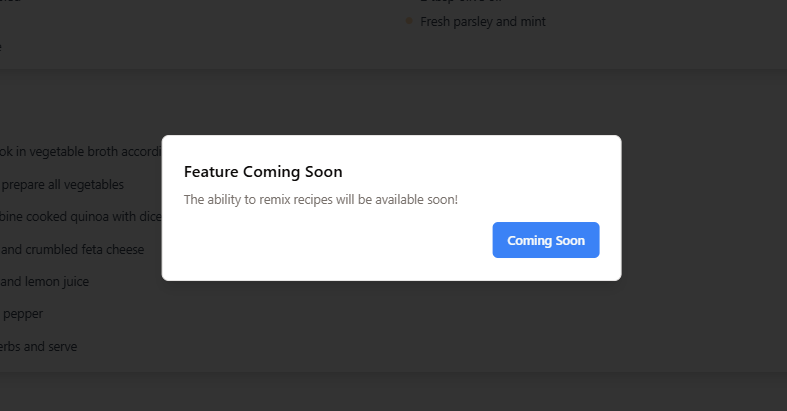 Fresh parsley and mint
ok in vegetable broth accordi
prepare all vegetables
Feature Coming Soon
The ability to remix recipes will be available soon!
bine cooked quinoa with dice
Coming Soon
and crumbled feta cheese
and lemon juice
pepper
erbs and serve